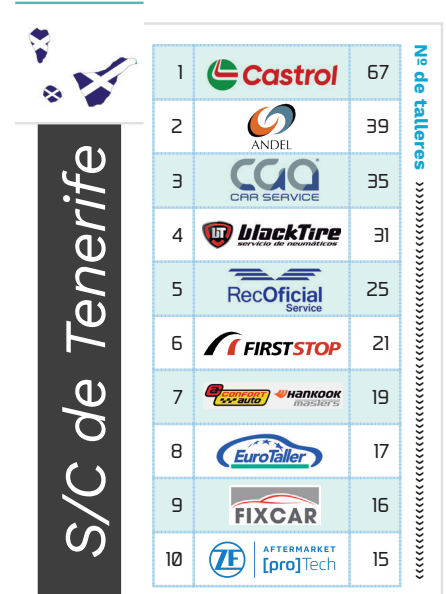 S/C de Tenerife
Nº de talleres
1 Castrol 67
2 ANDEL 39
3 CGA CAR SERVICE 35
4 bT blackTire servicio de neumáticos 31
5 RecOficial Service 25
6 FIRSTSTOP 21
7 CONFORT auto HANKOOK masters 19
8 EuroTaller 17
9 FIXCAR 16
10 ZF AFTERMARKET [pro]Tech 15